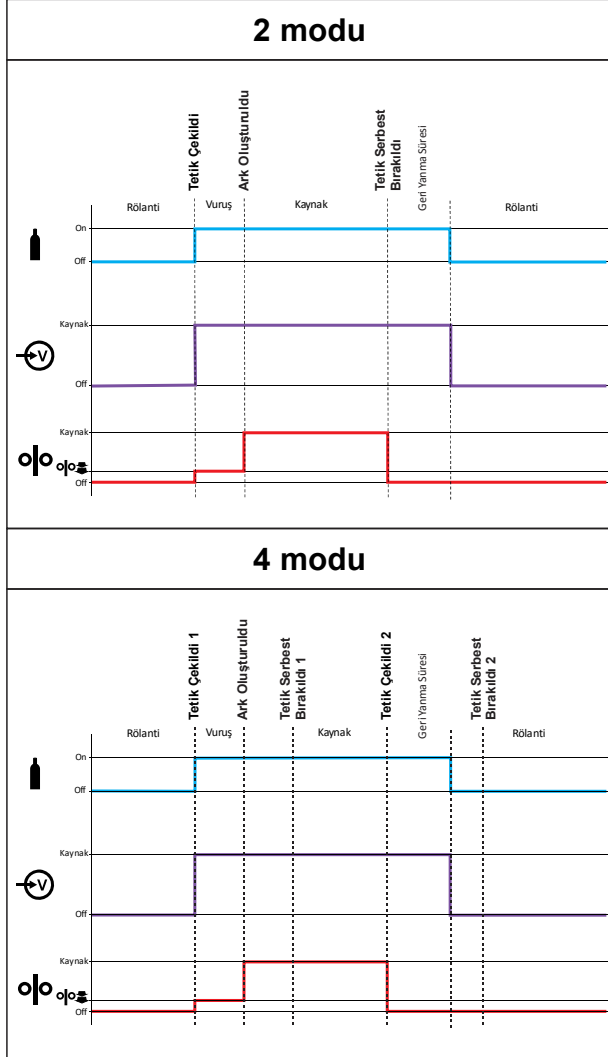 2 modu
Tetik Çekildi
Ark Oluşturuldu
Tetik Serbest
Bırakıldı
Geri Yanma Süresi
Rölanti
Vuruş
Kaynak
Rölanti
On
Off
V
Kaynak
Off
Kaynak
Off
4 modu
Tetik Çekildi 1
Ark Oluşturuldu
Tetik Serbest
Bırakıldı 1
Tetik Çekildi 2
Geri Yanma Süresi
Tetik Serbest
Bırakıldı 2
Rölanti
Vuruş
Kaynak
Rölanti
On
Off
Kaynak
V
Off
Kaynak
Off